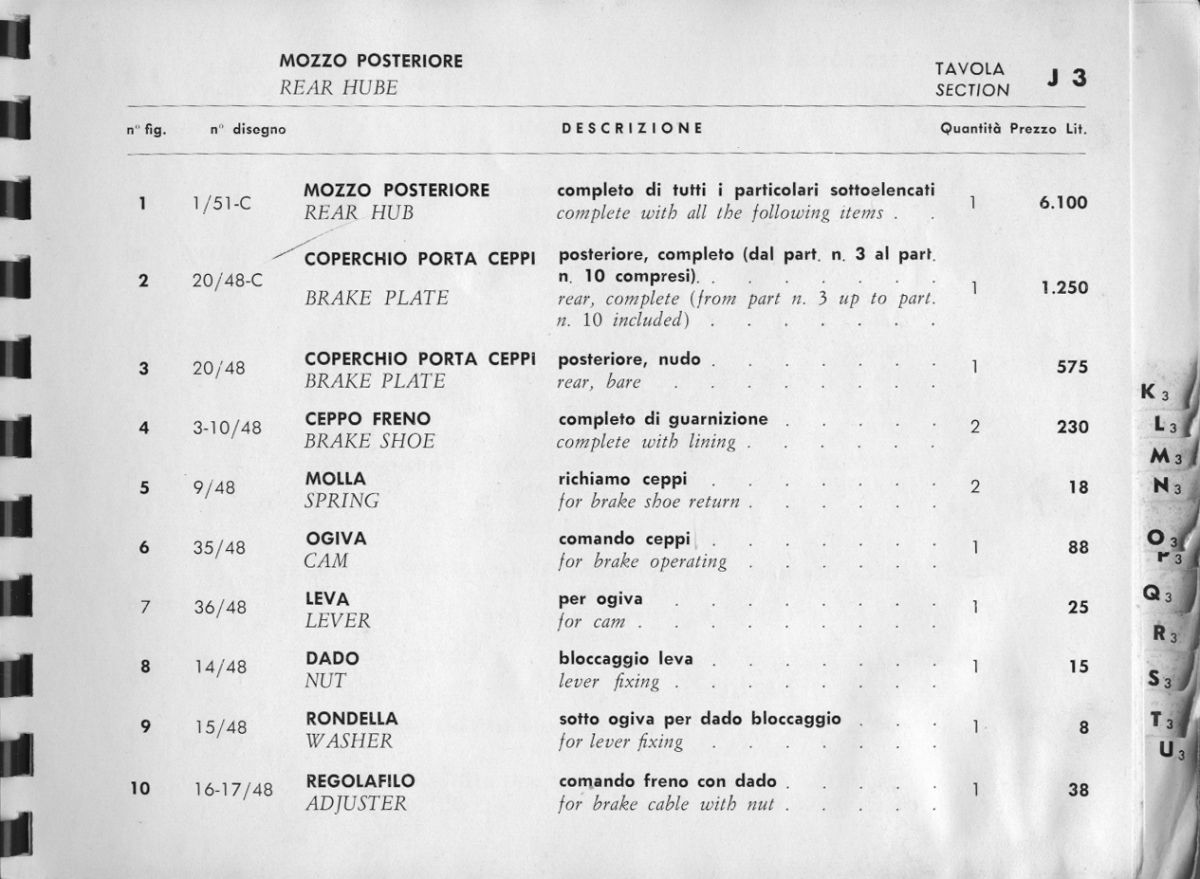 MOZZO POSTERIORE
REAR HUBE
TAVOLA
SECTION
J 3
n° fig. n° disegno DESCRIZIONE Quantità Prezzo Lit.
1 1/51-C MOZZO POSTERIORE completo di tutti i particolari sottoelencati 1 6.100
REAR HUB complete with all the following items . .
2 20/48-C COPERCHIO PORTA CEPPI posteriore, completo (dal part. n. 3 al part. 1 1.250
n. 10 compresi). . . . . . . .
BRAKE PLATE rear, complete (from part n. 3 up to part.
n. 10 included) . . . . . . .
3 20/48 COPERCHIO PORTA CEPPI posteriore, nudo . . . . . . . 1 575
BRAKE PLATE rear, bare . . . . . . . .
4 3-10/48 CEPPO FRENO completo di guarnizione . . . . . 2 230
BRAKE SHOE complete with lining . . . . . .
5 9/48 MOLLA richiamo ceppi . . . . . . . 2 18
SPRING for brake shoe return . . . . . .
6 35/48 OGIVA comando ceppi . . . . . . . 1 88
CAM for brake operating . . . . . .
7 36/48 LEVA per ogiva . . . . . . . . 1 25
LEVER for cam . . . . . . . . .
8 14/48 DADO bloccaggio leva . . . . . . . 1 15
NUT lever fixing . . . . . . . .
9 15/48 RONDELLA sotto ogiva per dado bloccaggio . . . 1 8
WASHER for lever fixing . . . . . . .
10 16-17/48 REGOLAFILO comando freno con dado . . . . . 1 38
ADJUSTER for brake cable with nut . . . . .
K 3
L 3
M 3
N 3
O 3
P 3
Q 3
R 3
S 3
T 3
U 3